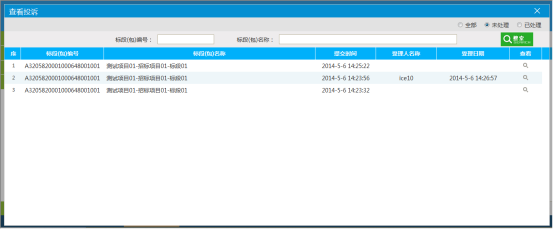 查看投诉
全部 未处理 已处理
标段(包)编号： 标段(包)名称： 搜索
序 标段(包)编号 标段(包)名称 提交时间 受理人名称 受理日期 查看
1 A3205820001000648001001 测试项目01-招标项目01-标段01 2014-5-6 14:25:22
2 A3205820001000648001001 测试项目01-招标项目01-标段01 2014-5-6 14:23:56 ice10 2014-5-6 14:26:57
3 A3205820001000648001001 测试项目01-招标项目01-标段01 2014-5-6 14:23:32